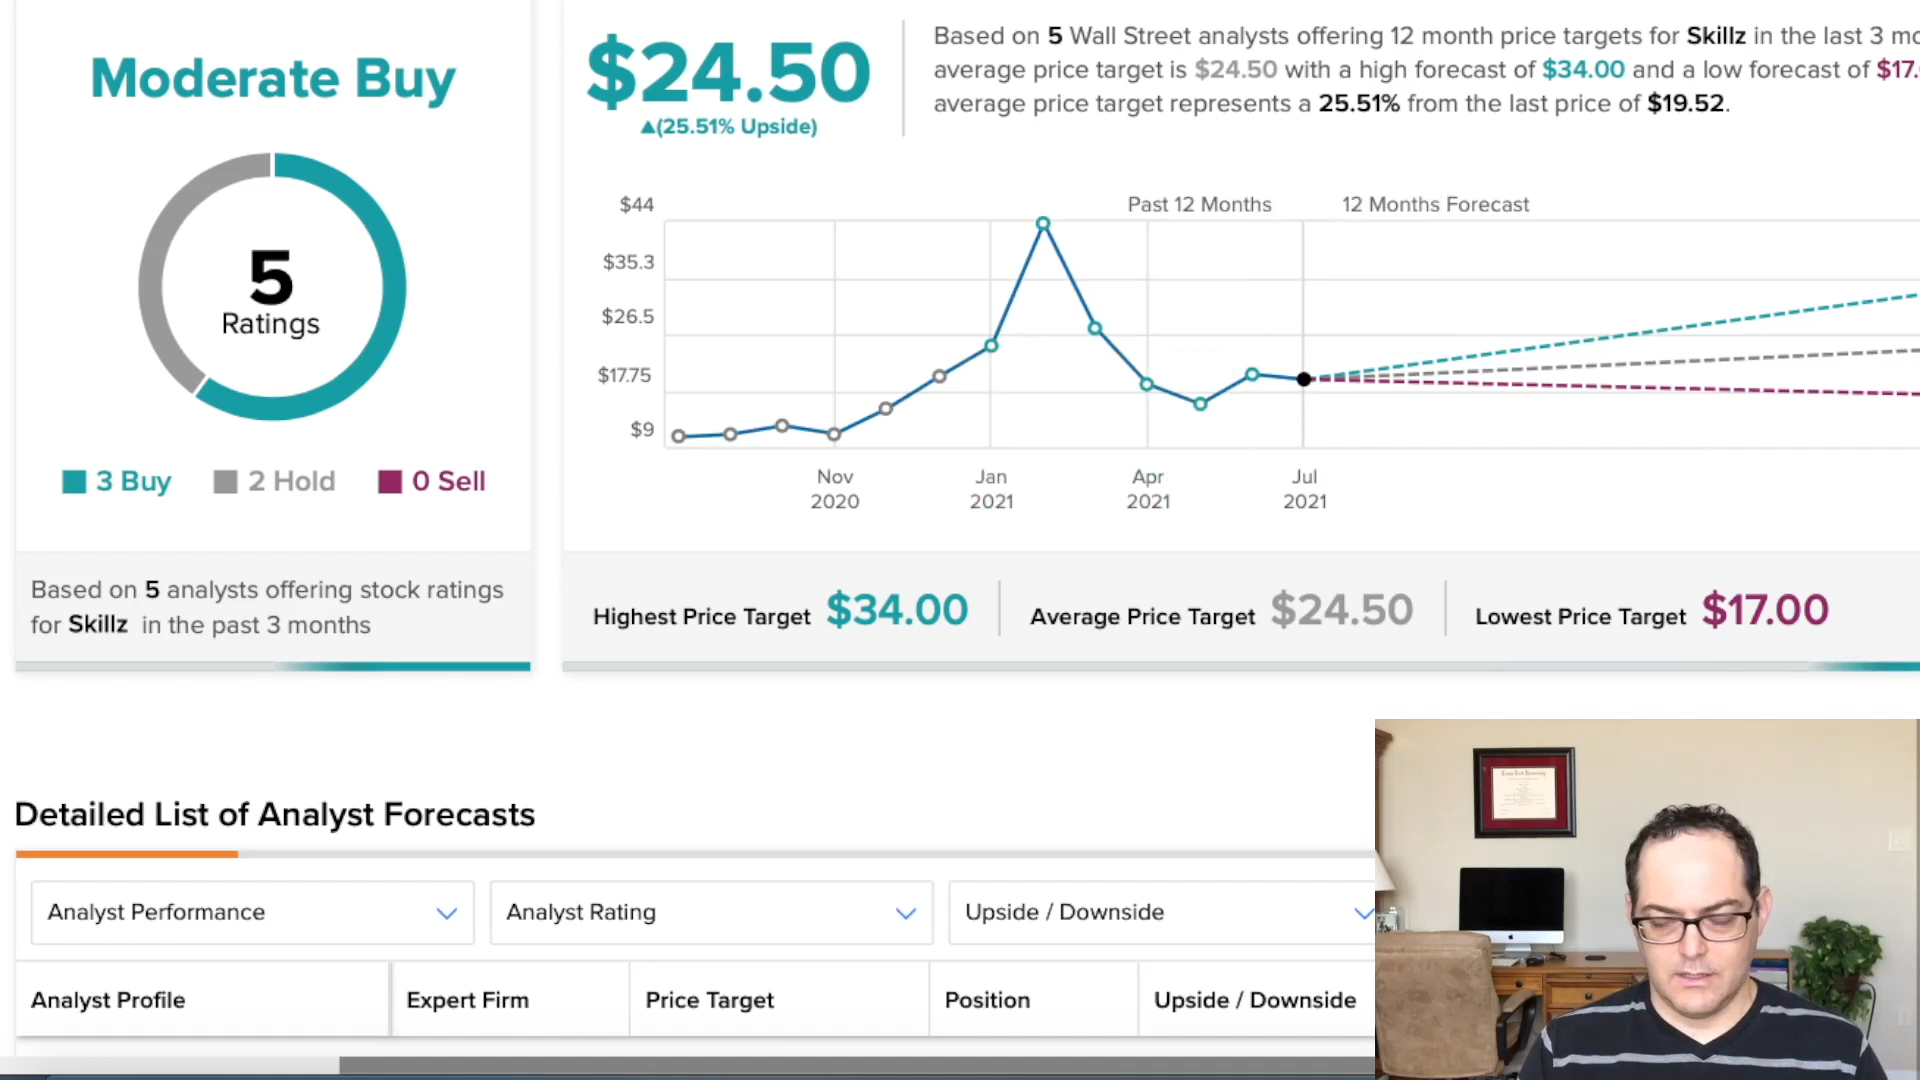 Moderate Buy
5
Ratings
3 Buy 2 Hold 0 Sell
Based on 5 analysts offering stock ratings
for Skillz in the past 3 months
$24.50
▲(25.51% Upside)
Based on 5 Wall Street analysts offering 12 month price targets for Skillz in the last 3
average price target is $24.50 with a high forecast of $34.00 and a low forecast of $17.
average price target represents a 25.51% from the last price of $19.52.
Past 12 Months 12 Months Forecast
$44
$35.3
$26.5
$17.75
$9
Nov 2020
Jan 2021
Apr 2021
Jul 2021
Highest Price Target $34.00
Average Price Target $24.50
Lowest Price Target $17.00
Detailed List of Analyst Forecasts
Analyst Performance Analyst Rating Upside / Downside
Analyst Profile Expert Firm Price Target Position Upside / Downside